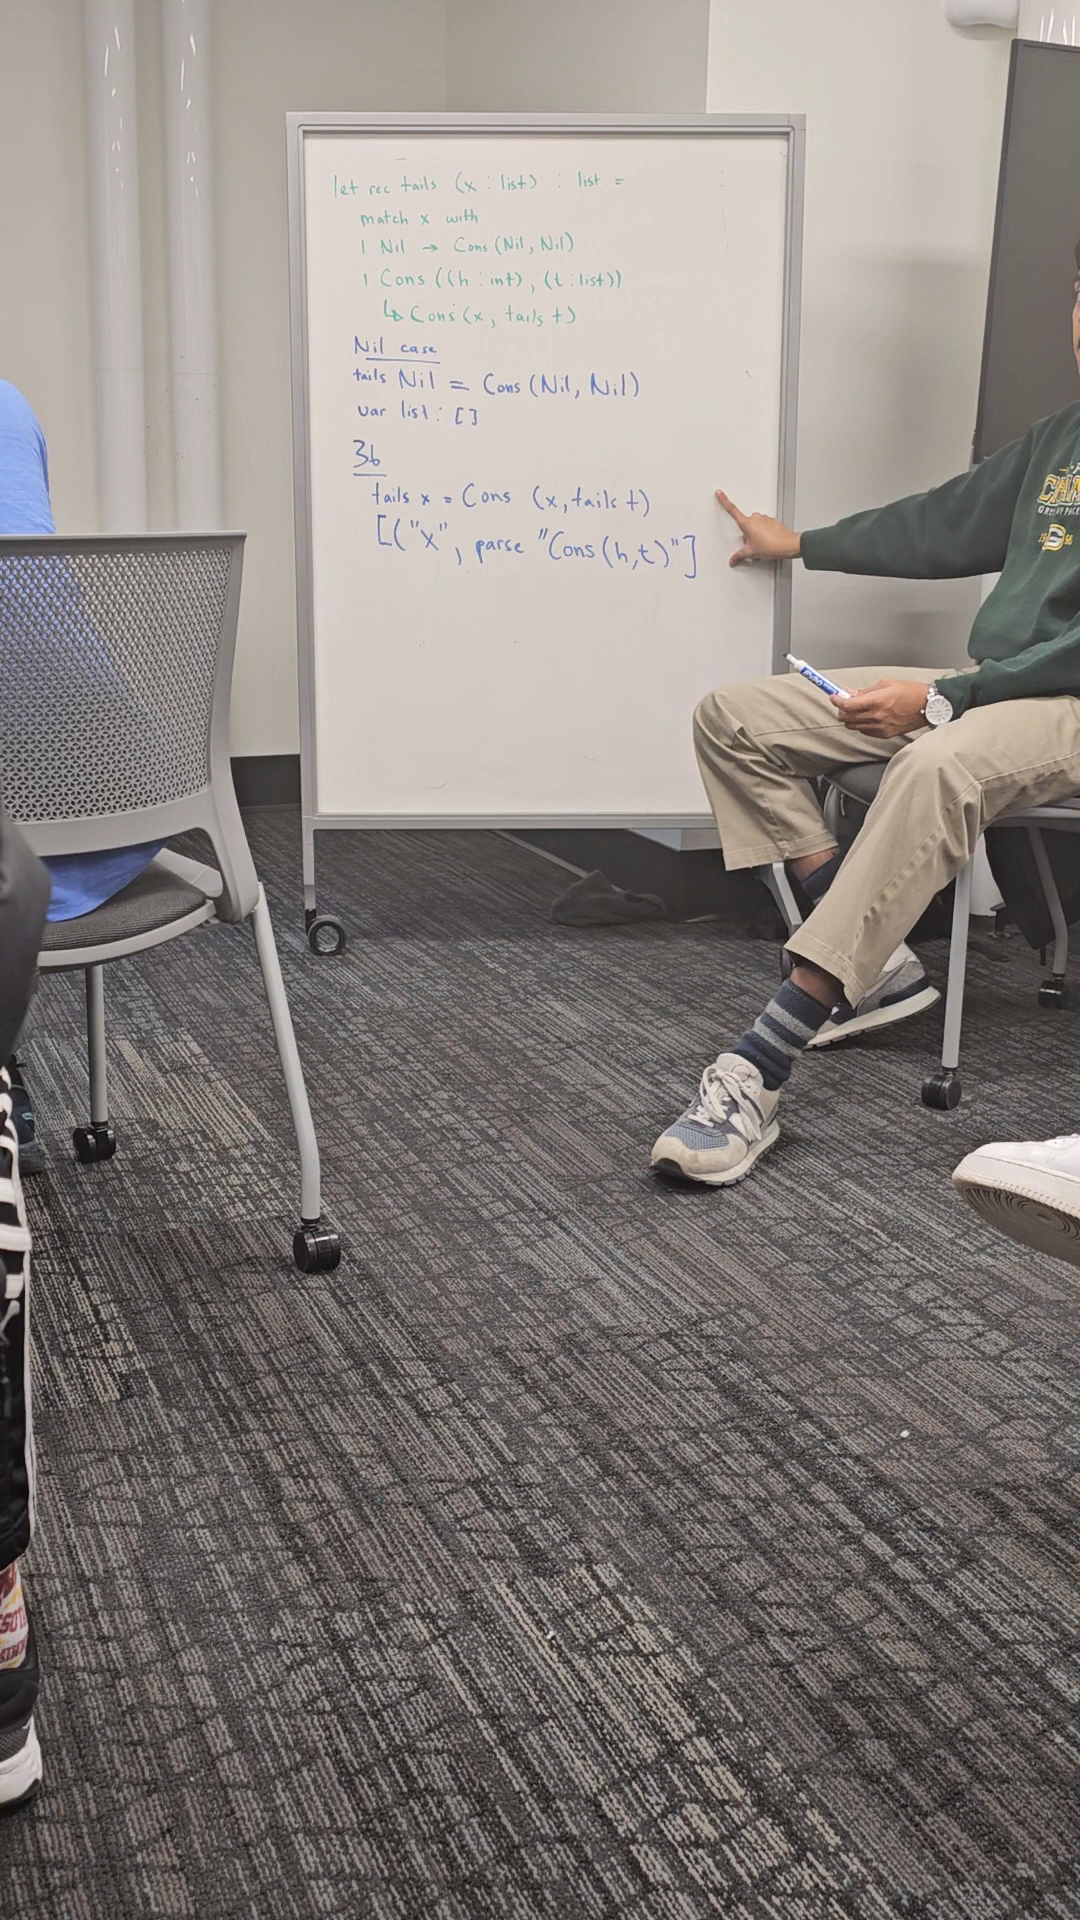 let rec tails (x : list) : list =
match x with
| Nil → Cons (Nil, Nil)
| Cons ((h : int), (t : list))
↳ Cons (x, tails t)
Nil case
tails Nil = Cons (Nil, Nil)
var list : []
3b
tails x = Cons (x, tails t)
[("x", parse "Cons (h,t)"]